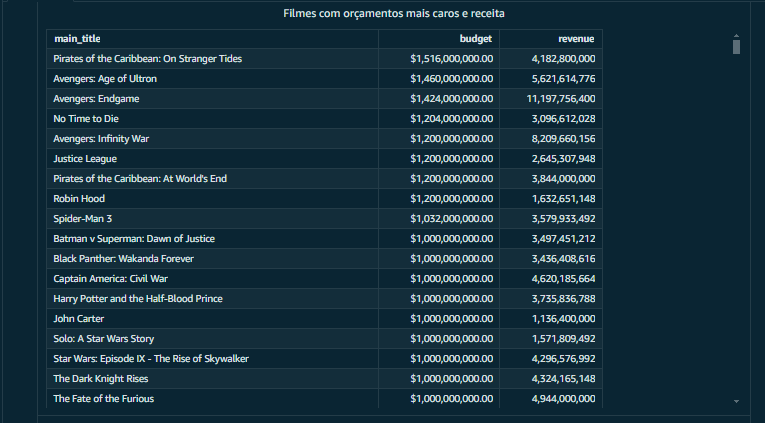 Filmes com orçamentos mais caros e receita
main_title budget revenue
Pirates of the Caribbean: On Stranger Tides $1,516,000,000.00 4,182,800,000
Avengers: Age of Ultron $1,460,000,000.00 5,621,614,776
Avengers: Endgame $1,424,000,000.00 11,197,756,400
No Time to Die $1,204,000,000.00 3,096,612,028
Avengers: Infinity War $1,200,000,000.00 8,209,660,156
Justice League $1,200,000,000.00 2,645,307,948
Pirates of the Caribbean: At World's End $1,200,000,000.00 3,844,000,000
Robin Hood $1,200,000,000.00 1,632,651,148
Spider-Man 3 $1,032,000,000.00 3,579,933,492
Batman v Superman: Dawn of Justice $1,000,000,000.00 3,497,451,212
Black Panther: Wakanda Forever $1,000,000,000.00 3,436,408,616
Captain America: Civil War $1,000,000,000.00 4,620,185,664
Harry Potter and the Half-Blood Prince $1,000,000,000.00 3,735,836,788
John Carter $1,000,000,000.00 1,136,400,000
Solo: A Star Wars Story $1,000,000,000.00 1,571,809,492
Star Wars: Episode IX - The Rise of Skywalker $1,000,000,000.00 4,296,576,992
The Dark Knight Rises $1,000,000,000.00 4,324,165,148
The Fate of the Furious $1,000,000,000.00 4,944,000,000